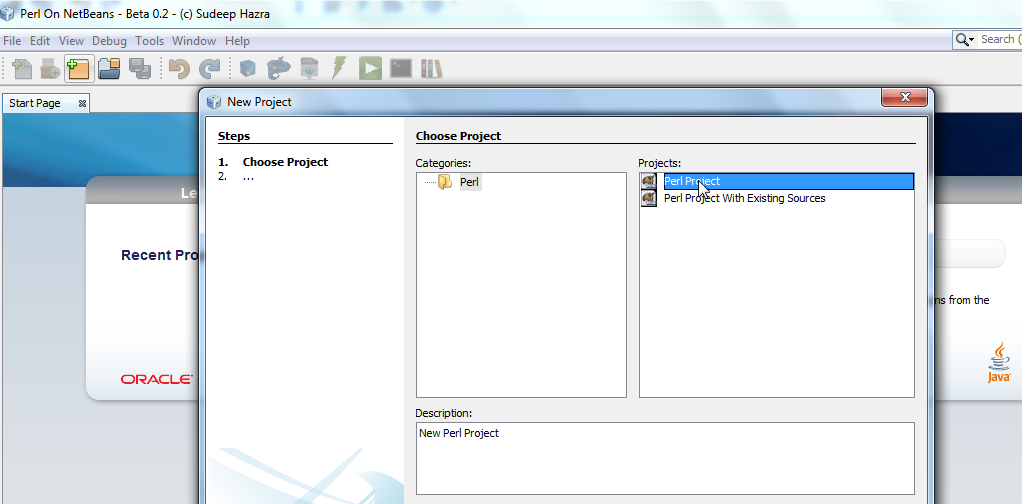 Perl On NetBeans - Beta 0.2 - (c) Sudeep Hazra
File Edit View Debug Tools Window Help
Search (
Start Page
New Project
Steps
1. Choose Project
2. ...
Choose Project
Categories:
Perl
Projects:
Perl Project
Perl Project With Existing Sources
Description:
New Perl Project
Le
Recent Pro
ns from the
ORACLE
Java